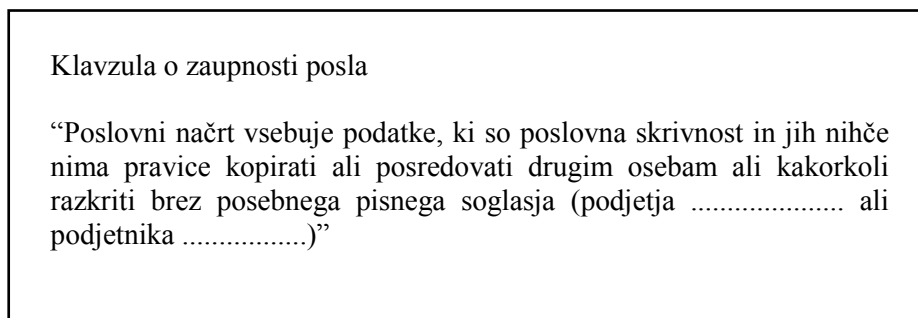 Klavzula o zaupnosti posla
“Poslovni načrt vsebuje podatke, ki so poslovna skrivnost in jih nihče
nima pravice kopirati ali posredovati drugim osebam ali kakorkoli
razkriti brez posebnega pisnega soglasja (podjetja ..................... ali
podjetnika .................)”